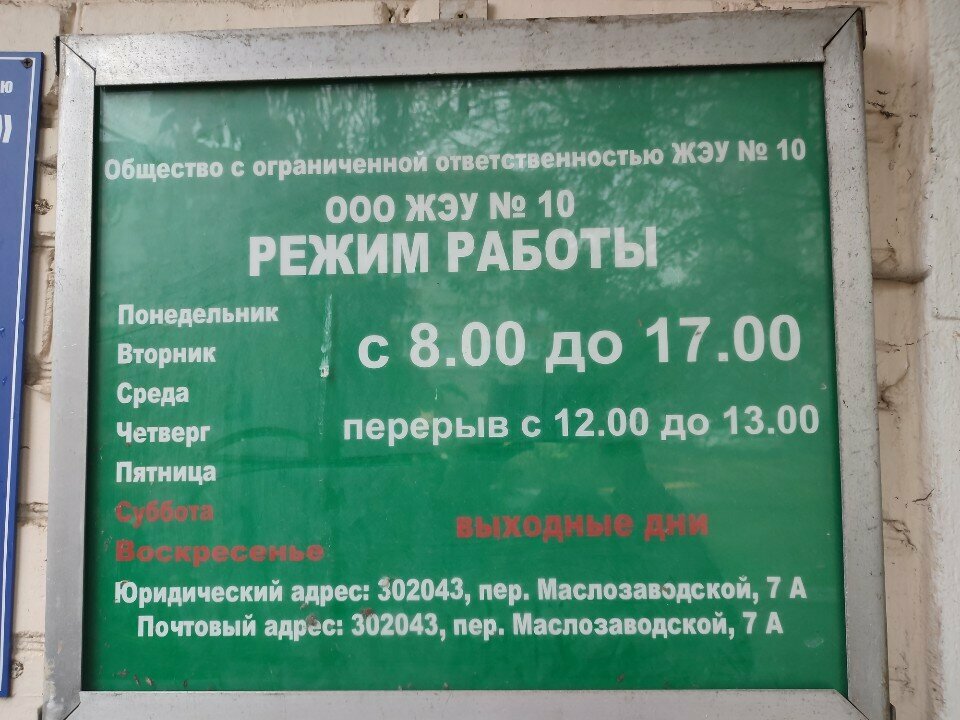 ю
»
Общество с ограниченной ответственностью ЖЭУ № 10
ООО ЖЭУ № 10
РЕЖИМ РАБОТЫ
Понедельник
Вторник
с 8.00 до 17.00
Среда
Четверг
перерыв с 12.00 до 13.00
Пятница
Суббота
выходные дни
Воскресенье
Юридический адрес: 302043, пер. Маслозаводской, 7 А
Почтовый адрес: 302043, пер. Маслозаводской, 7 А